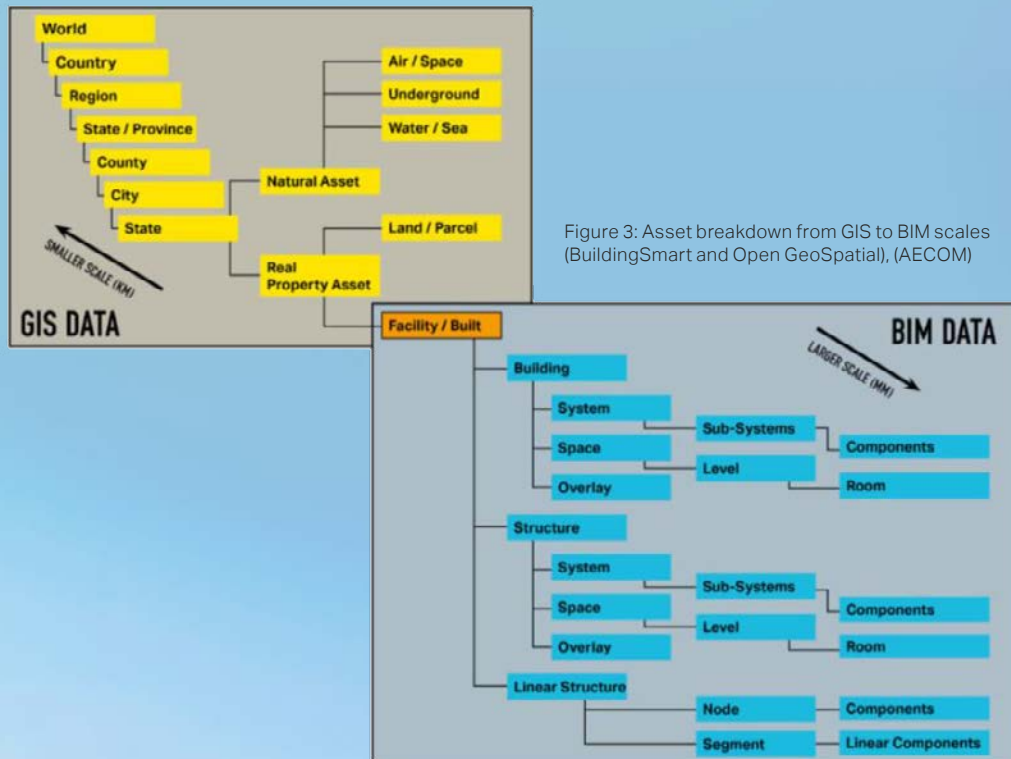 World
Country
Region
State / Province
County
City
State
Natural Asset
Real
Property Asset
Air / Space
Underground
Water / Sea
Land / Parcel
SMALLER SCALE (KM)
GIS DATA
Figure 3: Asset breakdown from GIS to BIM scales
(BuildingSmart and Open GeoSpatial), (AECOM)
Facility / Built
BIM DATA
LARGER SCALE (MM)
Building
System
Sub-Systems
Components
Space
Level
Room
Overlay
Structure
System
Sub-Systems
Components
Space
Level
Room
Overlay
Linear Structure
Node
Components
Segment
Linear Components